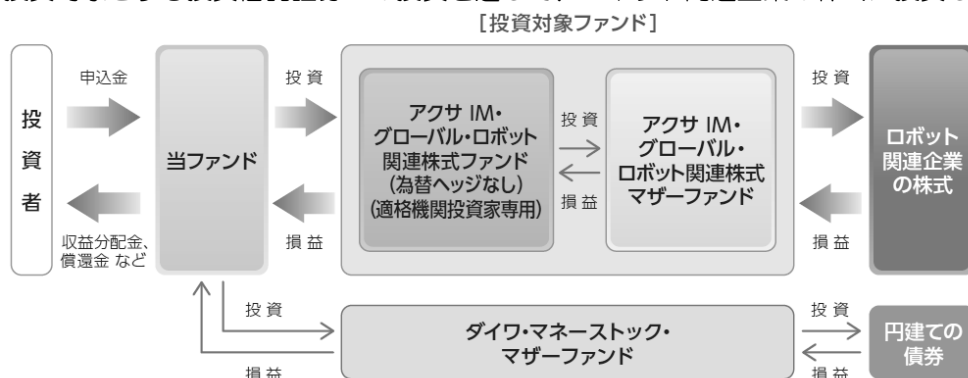 [投資対象ファンド]
投資者
申込金
収益分配金、
償還金 など
当ファンド
投 資
損 益
アクサ IM・
グローバル・ロボット
関連株式ファンド
(為替ヘッジなし)
(適格機関投資家専用)
投 資
損 益
アクサ IM・
グローバル・
ロボット関連株式
マザーファンド
投 資
損 益
ロボット
関連企業
の株式
投 資
損 益
ダイワ・マネーストック・
マザーファンド
投 資
損 益
円建ての
債券